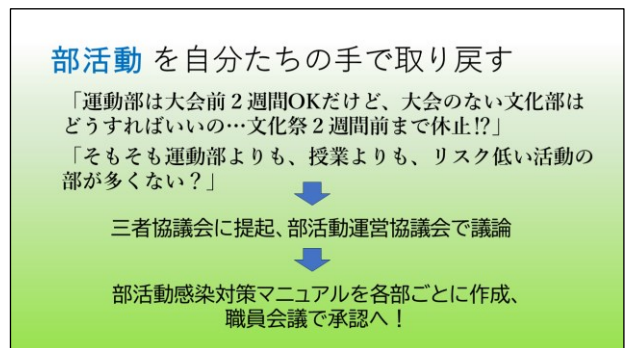 部活動 を自分たちの手で取り戻す
「運動部は大会前２週間OKだけど、大会のない文化部は
どうすればいいの…文化祭２週間前まで休止!?」
「そもそも運動部よりも、授業よりも、リスク低い活動の
部が多くない？」
三者協議会に提起、部活動運営協議会で議論
部活動感染対策マニュアルを各部ごとに作成、
職員会議で承認へ！